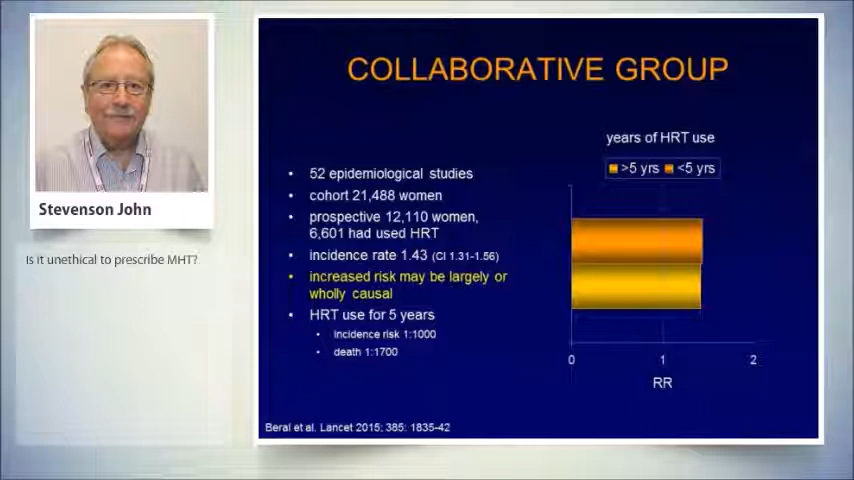 Stevenson John
Is it unethical to prescribe MHT?
COLLABORATIVE GROUP
• 52 epidemiological studies
• cohort 21,488 women
• prospective 12,110 women,
6,601 had used HRT
• incidence rate 1.43 (CI 1.31-1.56)
• increased risk may be largely or
wholly causal
• HRT use for 5 years
• incidence risk 1:1000
• death 1:1700
years of HRT use
>5 yrs <5 yrs
0 1 2
RR
Beral et al. Lancet 2015; 385: 1835-42